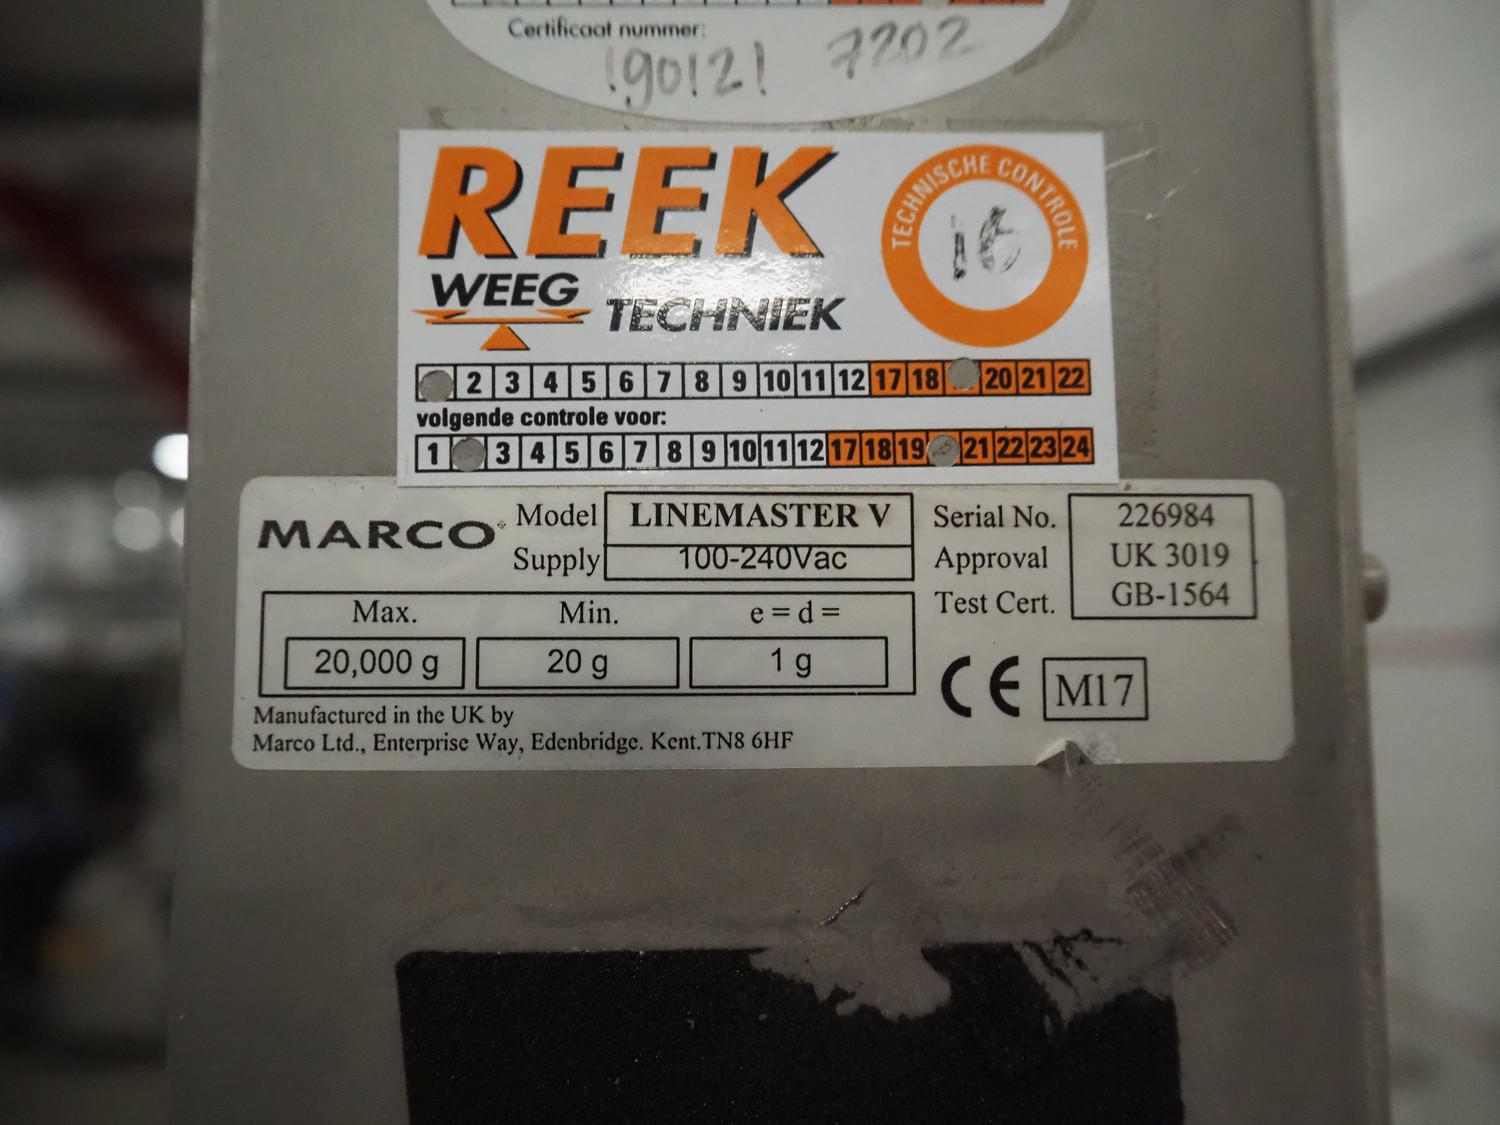 Certificaat nummer:
190121 7202
REEK
WEEG TECHNIEK
TECHNISCHE CONTROLE
16
2 3 4 5 6 7 8 9 10 11 12 17 18 20 21 22
volgende controle voor:
1 3 4 5 6 7 8 9 10 11 12 17 18 19 21 22 23 24
MARCO
Model LINEMASTER V
Supply 100-240Vac
Serial No. 226984
Approval UK 3019
Test Cert. GB-1564
Max. Min. e = d =
20,000 g 20 g 1 g
CE M17
Manufactured in the UK by
Marco Ltd., Enterprise Way, Edenbridge. Kent.TN8 6HF